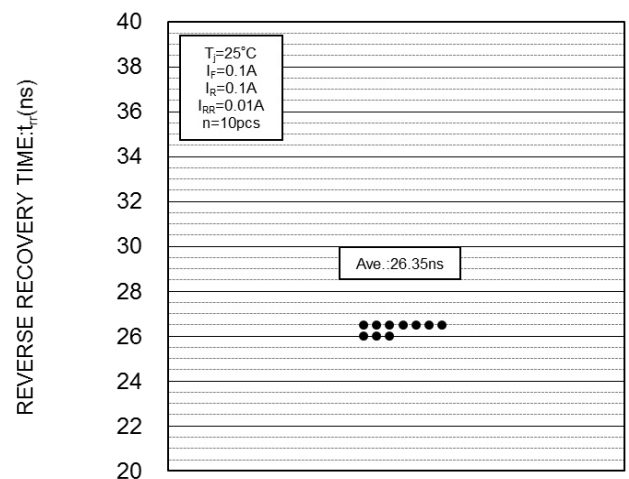 REVERSE RECOVERY TIME:trr(ns)
40
38
36
34
32
30
28
26
24
22
20
Tj=25°C
IF=0.1A
IR=0.1A
IRR=0.01A
n=10pcs
Ave.:26.35ns